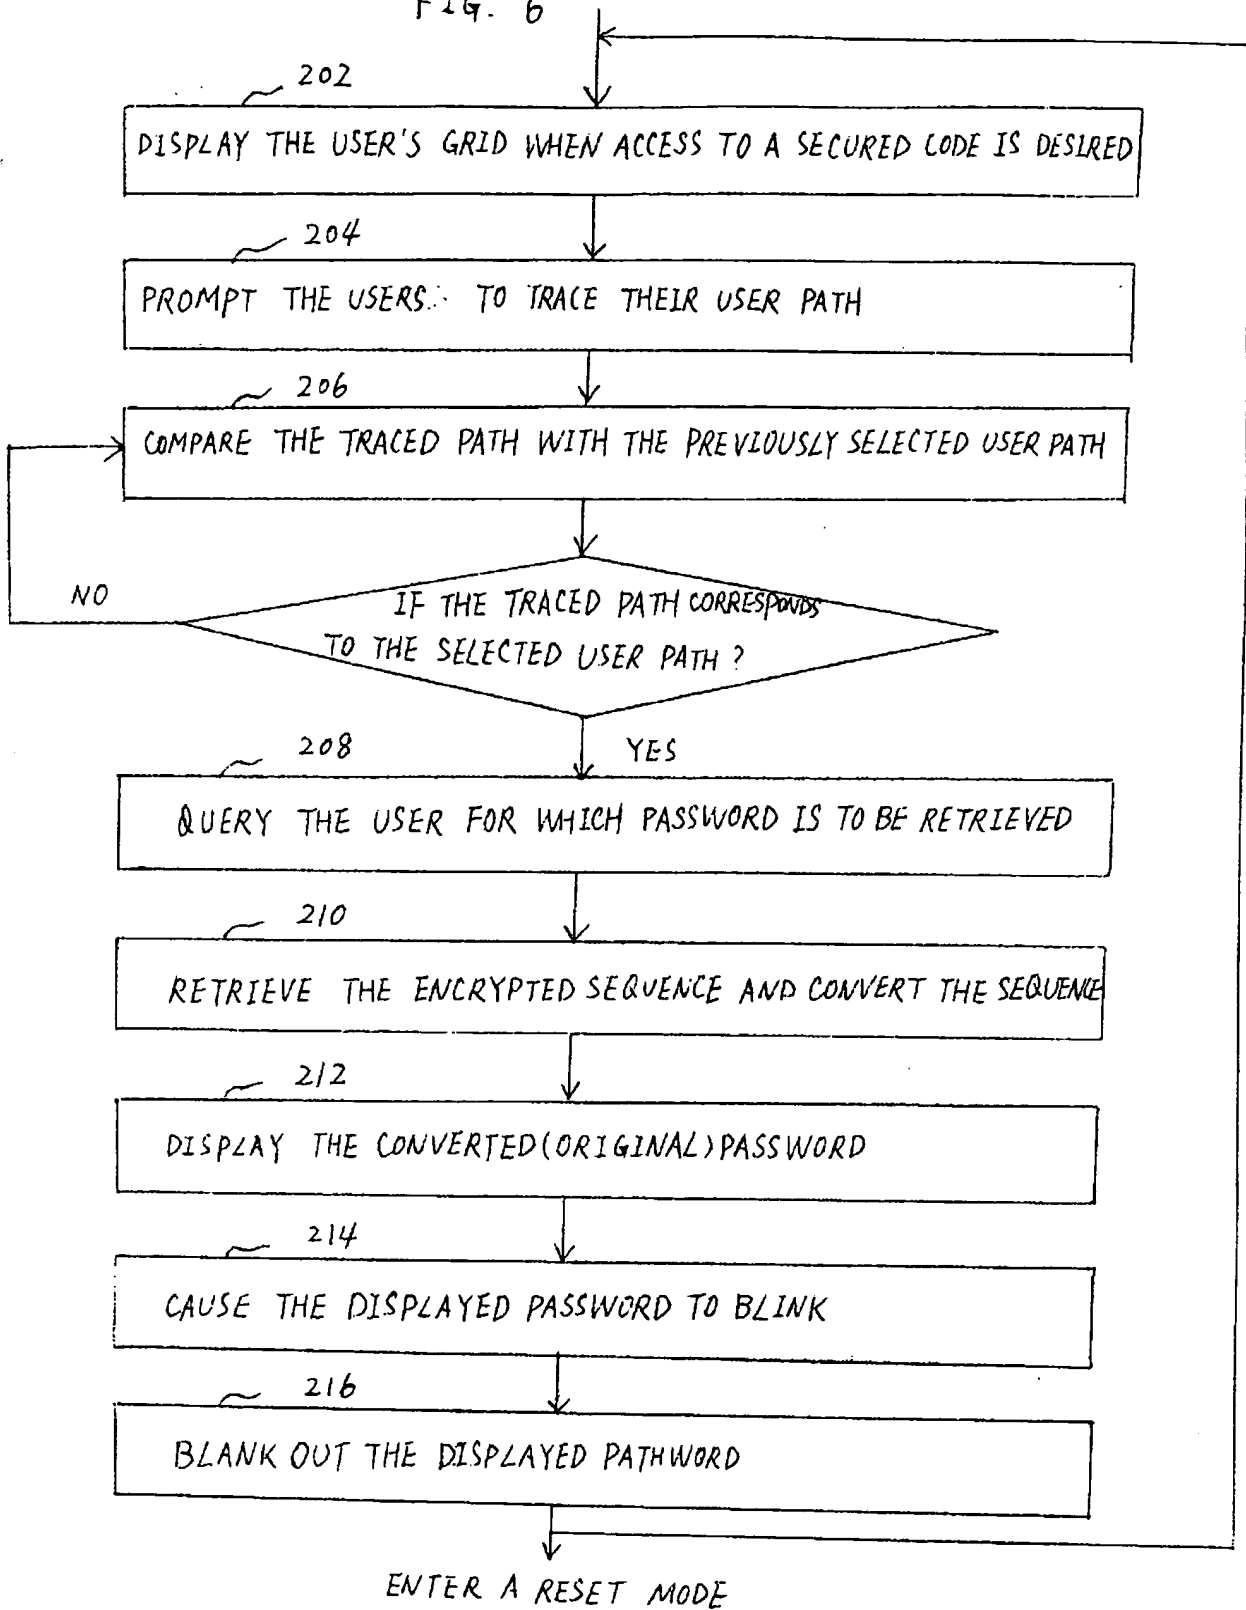 FIG. 6
202
DISPLAY THE USER'S GRID WHEN ACCESS TO A SECURED CODE IS DESIRED
204
PROMPT THE USERS TO TRACE THEIR USER PATH
206
COMPARE THE TRACED PATH WITH THE PREVIOUSLY SELECTED USER PATH
NO
IF THE TRACED PATH CORRESPONDS
TO THE SELECTED USER PATH ?
YES
208
QUERY THE USER FOR WHICH PASSWORD IS TO BE RETRIEVED
210
RETRIEVE THE ENCRYPTED SEQUENCE AND CONVERT THE SEQUENCE
212
DISPLAY THE CONVERTED(ORIGINAL)PASSWORD
214
CAUSE THE DISPLAYED PASSWORD TO BLINK
216
BLANK OUT THE DISPLAYED PATHWORD
ENTER A RESET MODE